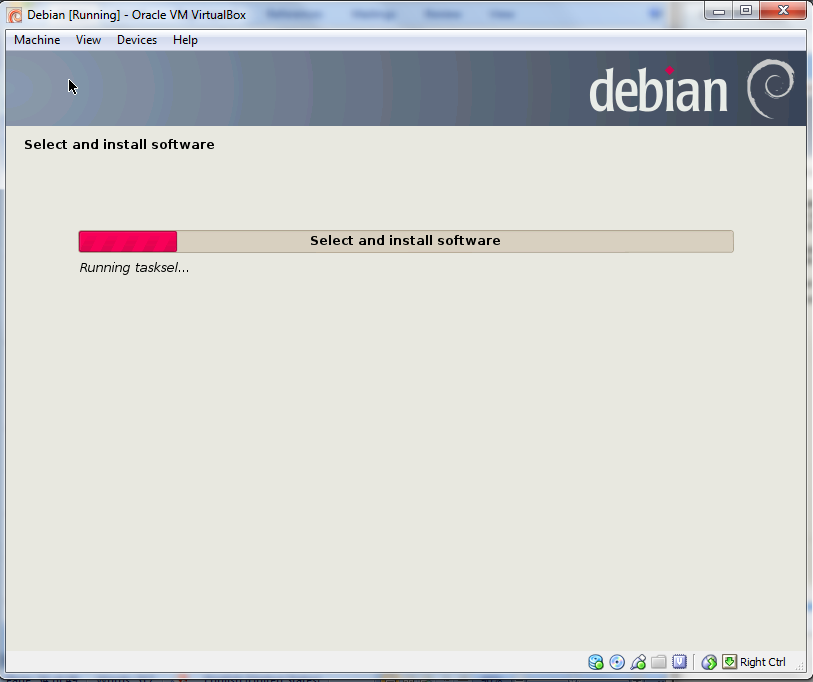 Debian [Running] - Oracle VM VirtualBox
Machine View Devices Help
debian
Select and install software
Select and install software
Running tasksel...
Right Ctrl